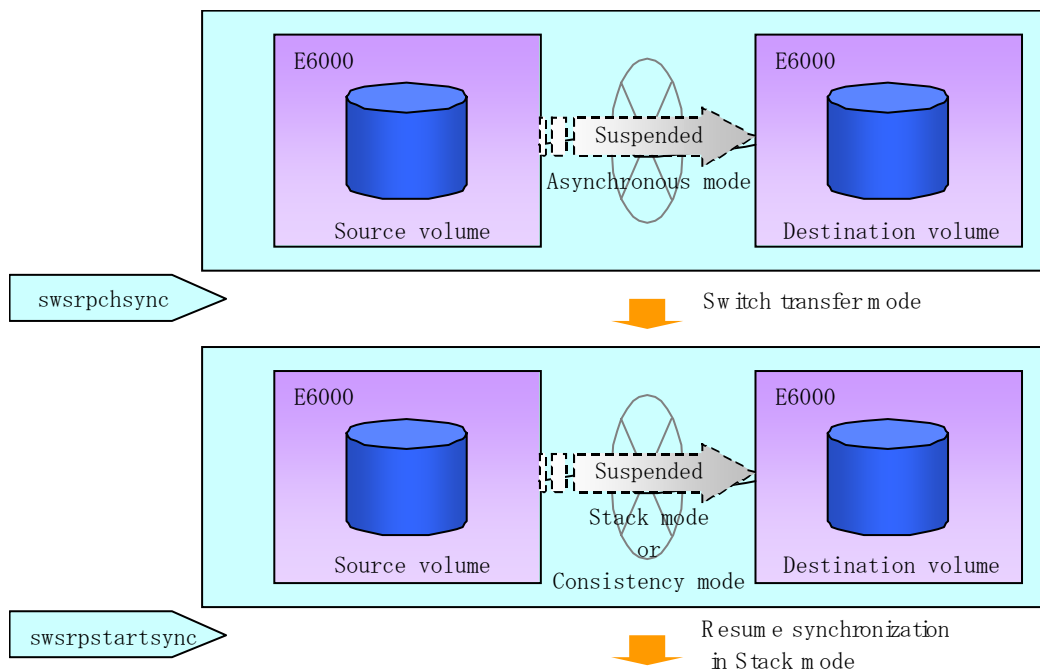 E6000
E6000
Suspended
Asynchronous mode
Source volume
Destination volume
swsrpchsync
Switch transfer mode
E6000
E6000
Suspended
Stack mode
or
Consistency mode
Source volume
Destination volume
swsrpstartsync
Resume synchronization
in Stack mode